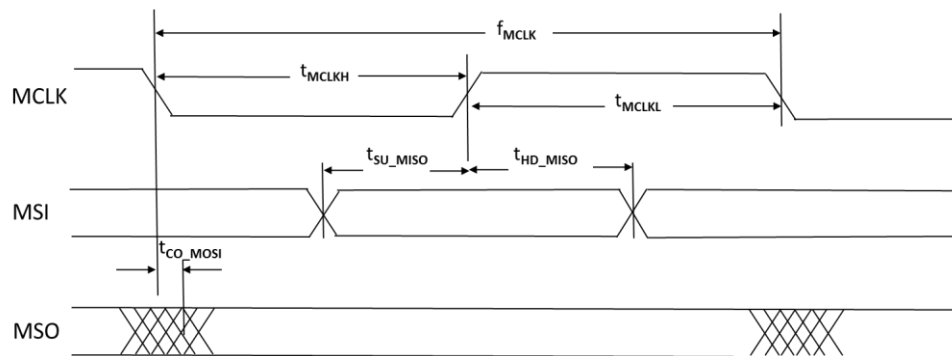 fMCLK
tMCLKH
MCLK
tMCLKL
tSU_MISO
tHD_MISO
MSI
tCO_MOSI
MSO